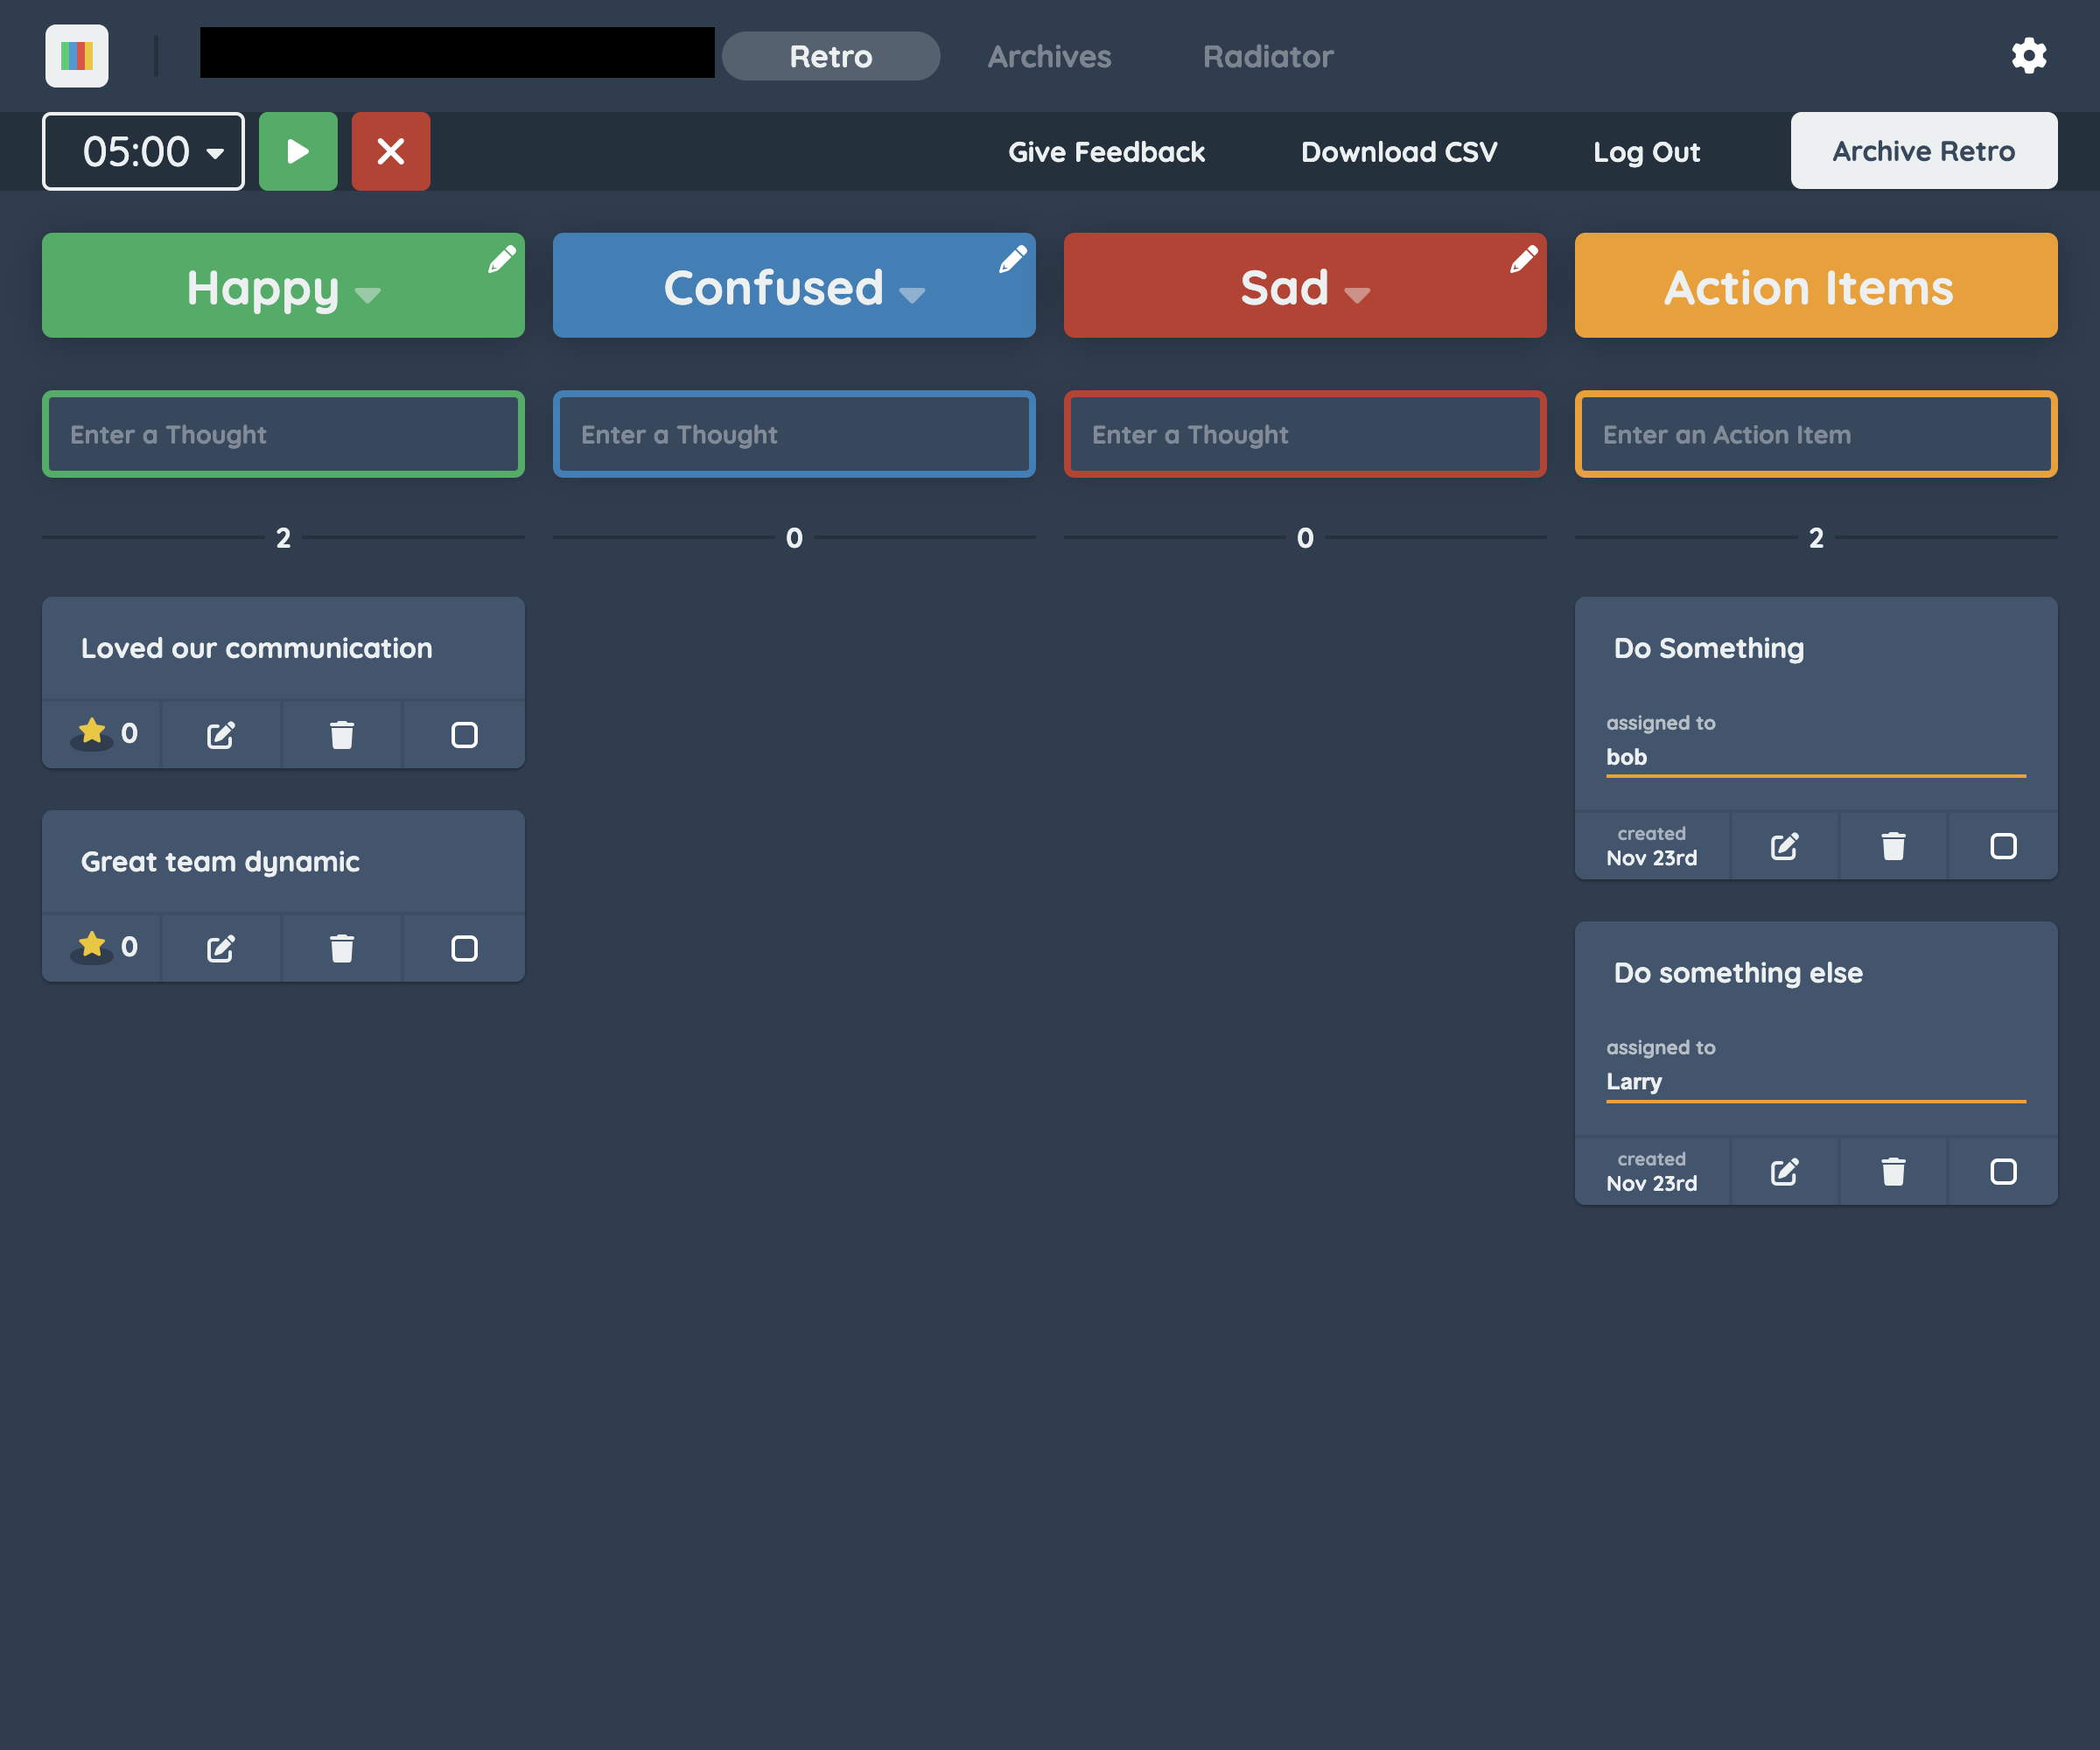 Retro
Archives
Radiator
05:00
Give Feedback
Download CSV
Log Out
Archive Retro
Happy
Confused
Sad
Action Items
Enter a Thought
Enter a Thought
Enter a Thought
Enter an Action Item
2
0
0
2
Loved our communication
0
Great team dynamic
0
Do Something
assigned to
bob
created
Nov 23rd
Do something else
assigned to
Larry
created
Nov 23rd